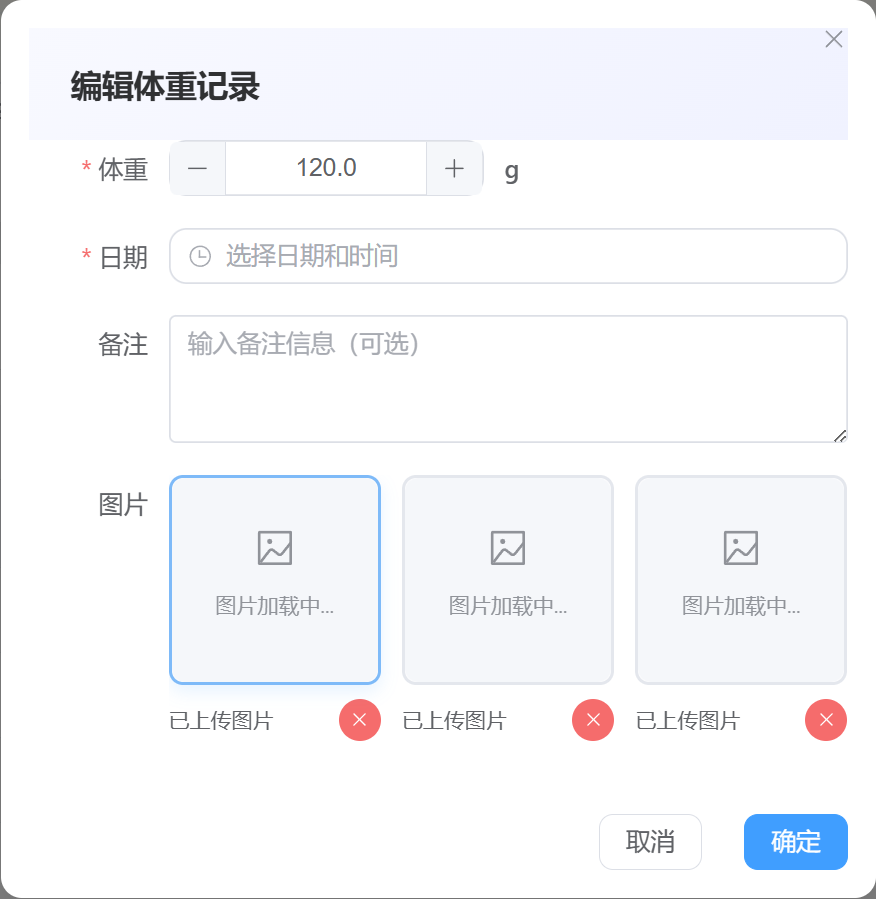 编辑体重记录
* 体重 120.0 g
* 日期 选择日期和时间
备注 输入备注信息（可选）
图片
图片加载中... 图片加载中... 图片加载中...
已上传图片 已上传图片 已上传图片
取消 确定